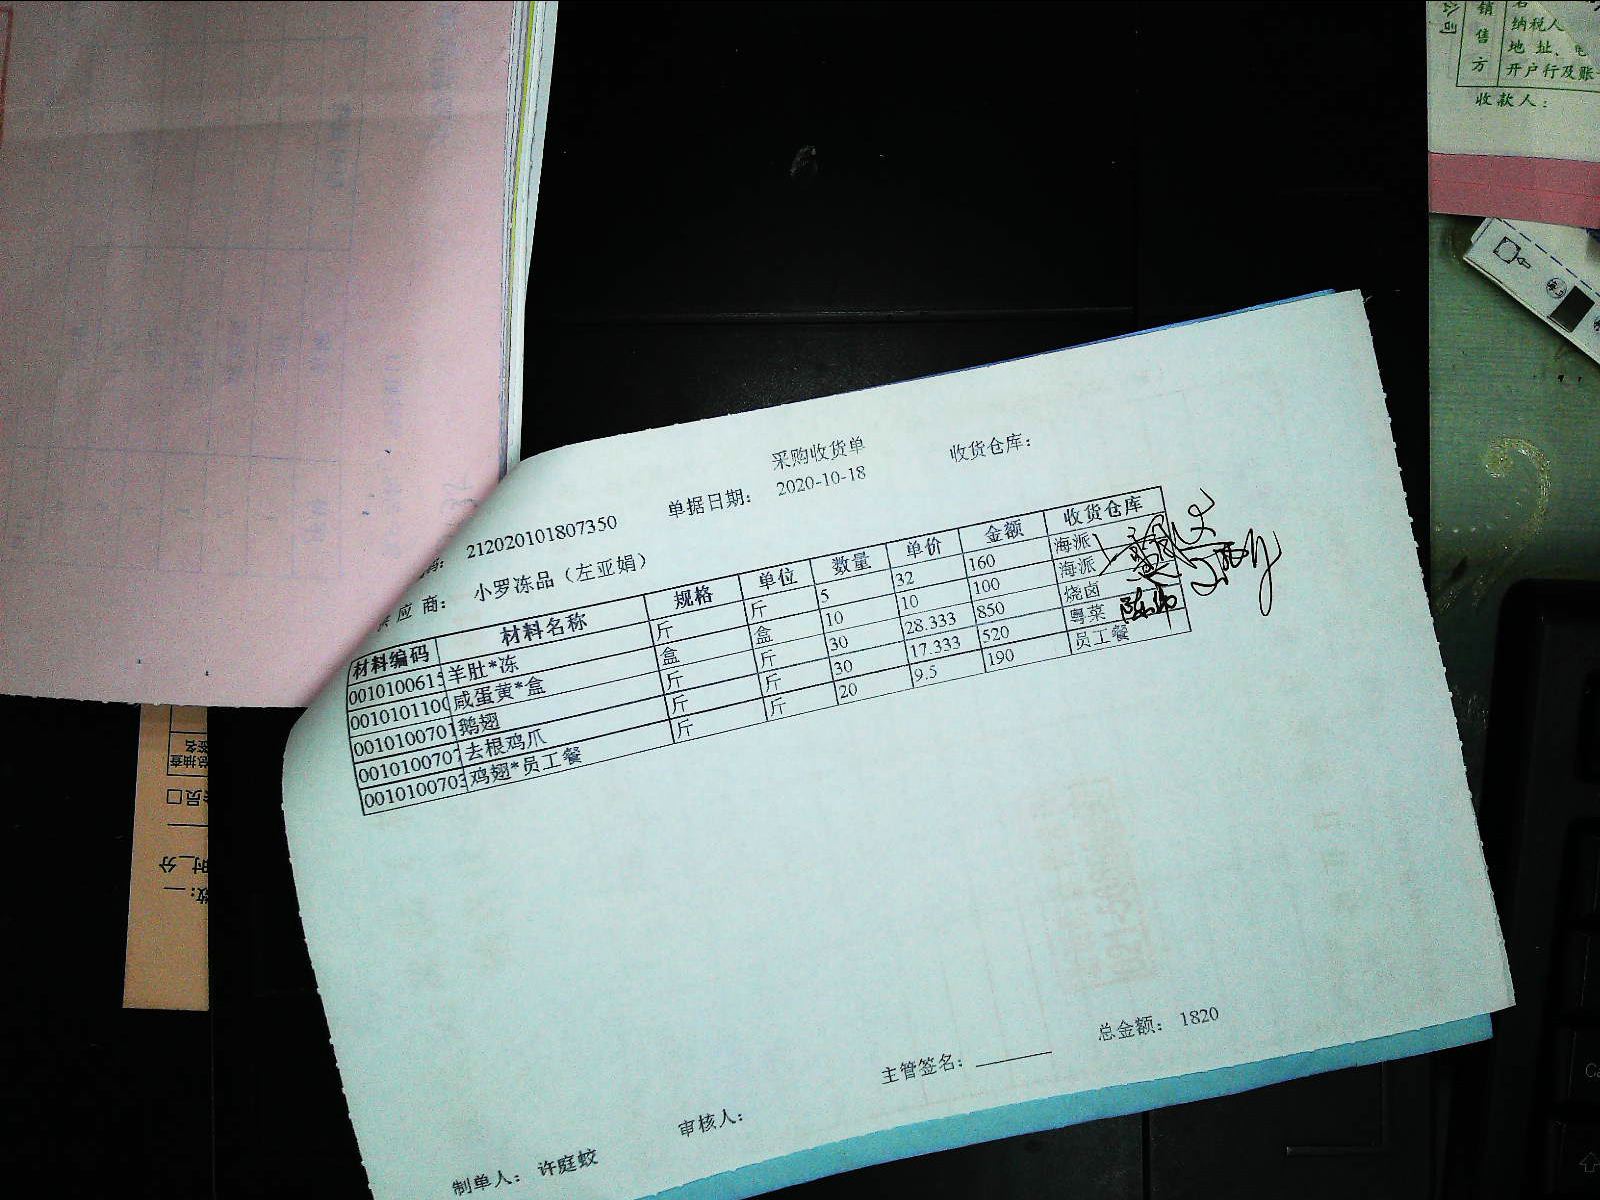 采购收货单
收货仓库：
212020101807350
单据日期： 2020-10-18
供 应 商： 小罗冻品（左亚娟）
材料编码 材料名称 规格 单位 数量 单价 金额 收货仓库
0010100615 羊肚*冻 斤 斤 5 32 160 海派
0010101100 咸蛋黄*盒 盒 盒 10 10 100 海派
0010100701 鹅翅 斤 斤 30 28.333 850 烧卤
0010100707 去根鸡爪 斤 斤 30 17.333 520 粤菜
0010100703 鸡翅*员工餐 斤 斤 20 9.5 190 员工餐
主管签名： 总金额： 1820
制单人： 许庭蛟 审核人：
销售方
纳税人
地 址、电
开户行及账
收款人：